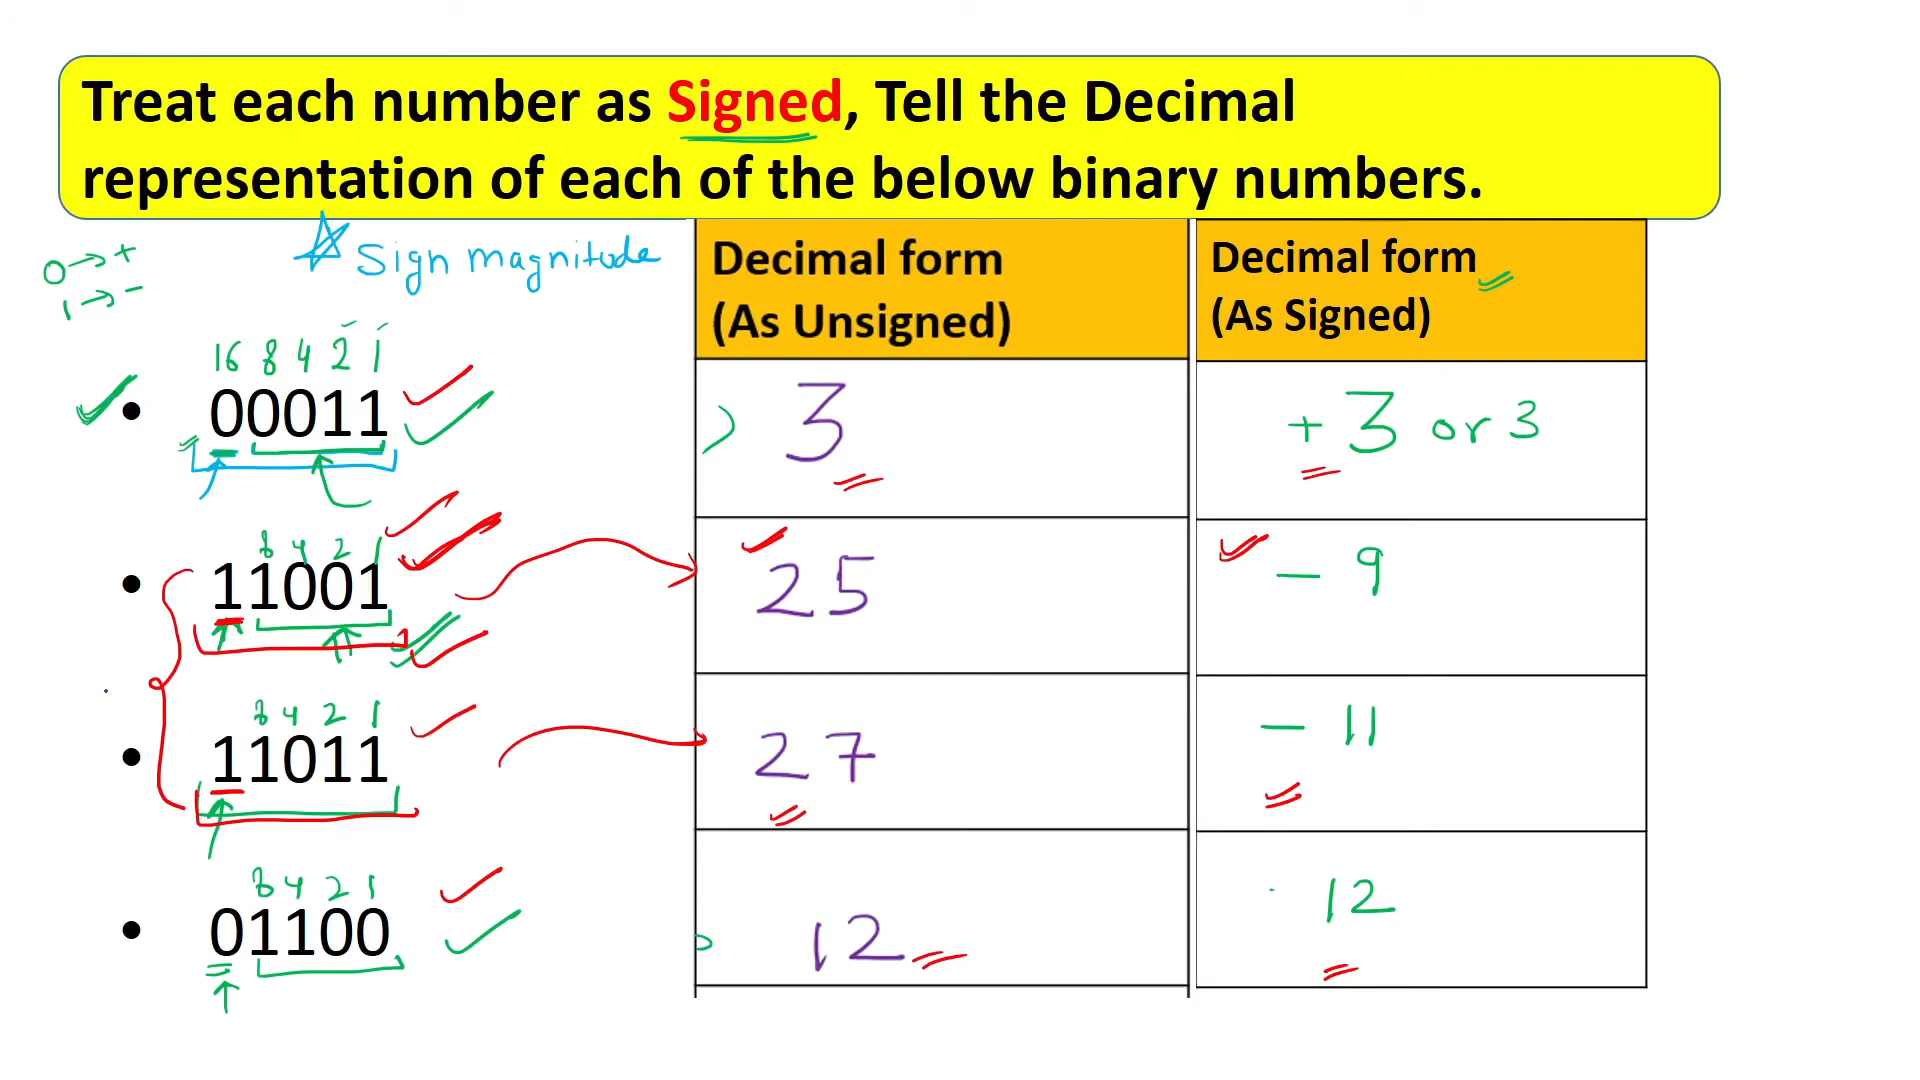 Treat each number as Signed, Tell the Decimal
representation of each of the below binary numbers.
0 → +
1 → −
Sign magnitude
Decimal form
(As Unsigned)
Decimal form
(As Signed)
16 8 4 2 1
• 00011
3
+ 3 or 3
8 4 2 1
• 11001
25
− 9
8 4 2 1
• 11011
27
− 11
8 4 2 1
• 01100
12
12